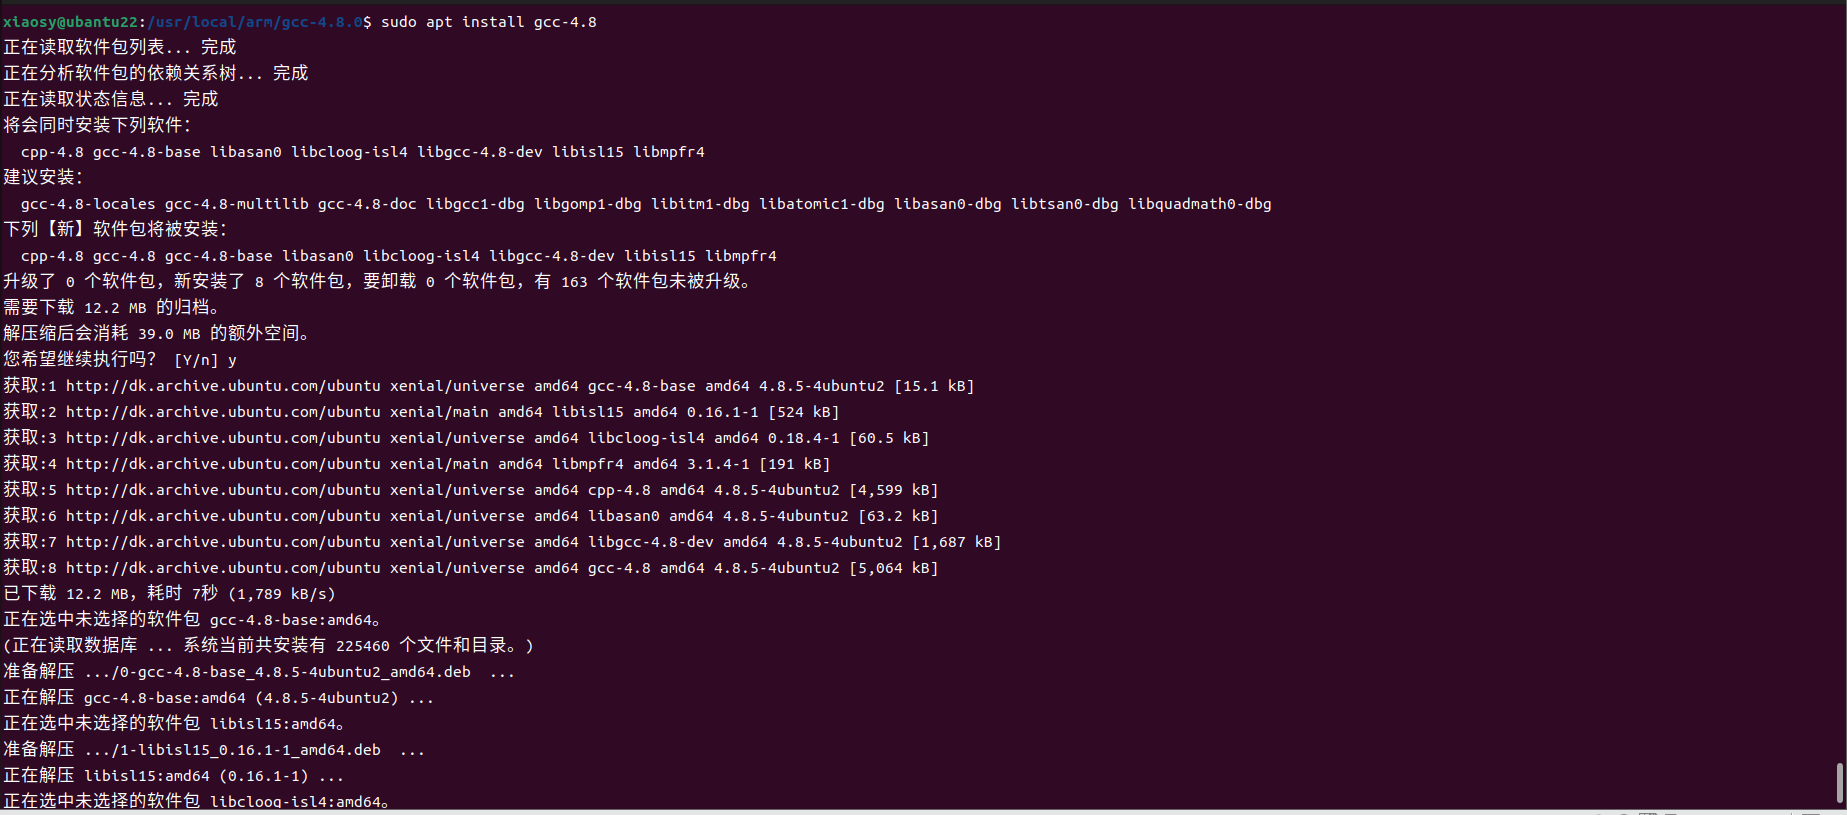 xiaosy@ubantu22:/usr/local/arm/gcc-4.8.0$ sudo apt install gcc-4.8
正在读取软件包列表... 完成
正在分析软件包的依赖关系树... 完成
正在读取状态信息... 完成
将会同时安装下列软件：
  cpp-4.8 gcc-4.8-base libasan0 libcloog-isl4 libgcc-4.8-dev libisl15 libmpfr4
建议安装：
  gcc-4.8-locales gcc-4.8-multilib gcc-4.8-doc libgcc1-dbg libgomp1-dbg libitm1-dbg libatomic1-dbg libasan0-dbg libtsan0-dbg libquadmath0-dbg
下列【新】软件包将被安装：
  cpp-4.8 gcc-4.8 gcc-4.8-base libasan0 libcloog-isl4 libgcc-4.8-dev libisl15 libmpfr4
升级了 0 个软件包，新安装了 8 个软件包，要卸载 0 个软件包，有 163 个软件包未被升级。
需要下载 12.2 MB 的归档。
解压缩后会消耗 39.0 MB 的额外空间。
您希望继续执行吗？ [Y/n] y
获取:1 http://dk.archive.ubuntu.com/ubuntu xenial/universe amd64 gcc-4.8-base amd64 4.8.5-4ubuntu2 [15.1 kB]
获取:2 http://dk.archive.ubuntu.com/ubuntu xenial/main amd64 libisl15 amd64 0.16.1-1 [524 kB]
获取:3 http://dk.archive.ubuntu.com/ubuntu xenial/universe amd64 libcloog-isl4 amd64 0.18.4-1 [60.5 kB]
获取:4 http://dk.archive.ubuntu.com/ubuntu xenial/main amd64 libmpfr4 amd64 3.1.4-1 [191 kB]
获取:5 http://dk.archive.ubuntu.com/ubuntu xenial/universe amd64 cpp-4.8 amd64 4.8.5-4ubuntu2 [4,599 kB]
获取:6 http://dk.archive.ubuntu.com/ubuntu xenial/universe amd64 libasan0 amd64 4.8.5-4ubuntu2 [63.2 kB]
获取:7 http://dk.archive.ubuntu.com/ubuntu xenial/universe amd64 libgcc-4.8-dev amd64 4.8.5-4ubuntu2 [1,687 kB]
获取:8 http://dk.archive.ubuntu.com/ubuntu xenial/universe amd64 gcc-4.8 amd64 4.8.5-4ubuntu2 [5,064 kB]
已下载 12.2 MB，耗时 7秒 (1,789 kB/s)
正在选中未选择的软件包 gcc-4.8-base:amd64。
(正在读取数据库 ... 系统当前共安装有 225460 个文件和目录。)
准备解压 .../0-gcc-4.8-base_4.8.5-4ubuntu2_amd64.deb  ...
正在解压 gcc-4.8-base:amd64 (4.8.5-4ubuntu2) ...
正在选中未选择的软件包 libisl15:amd64。
准备解压 .../1-libisl15_0.16.1-1_amd64.deb  ...
正在解压 libisl15:amd64 (0.16.1-1) ...
正在选中未选择的软件包 libcloog-isl4:amd64。